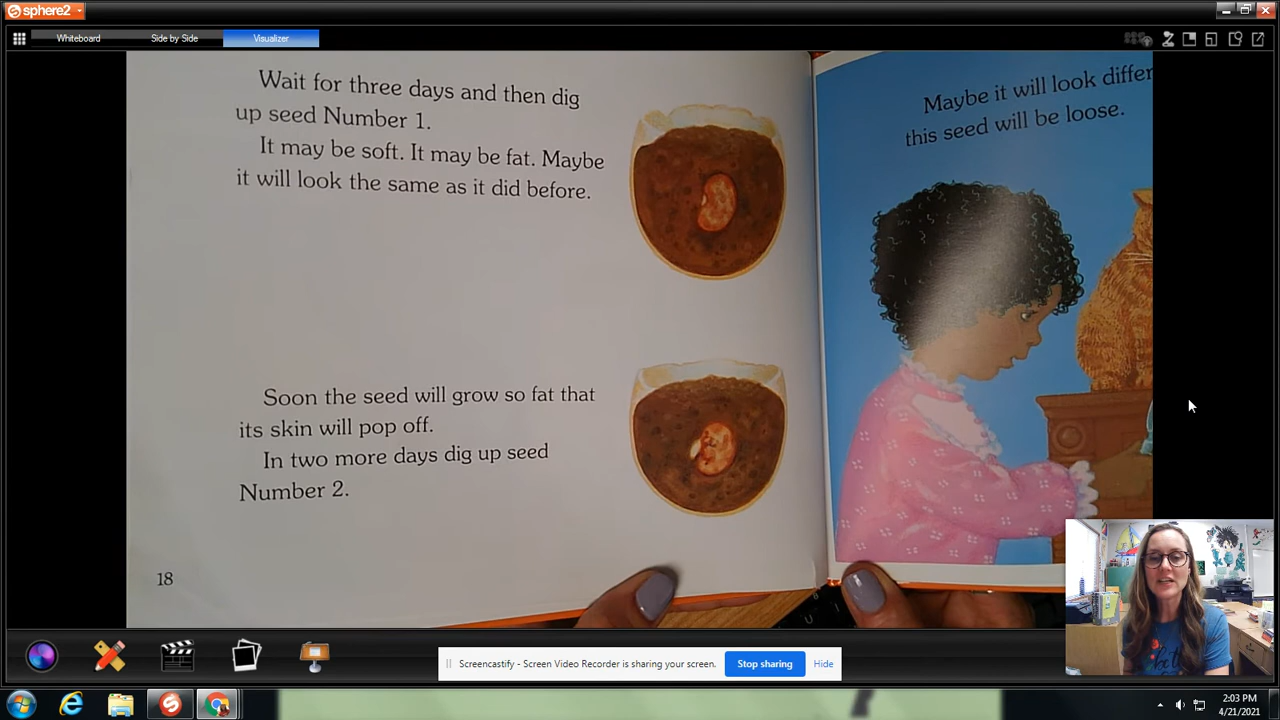 sphere2
Whiteboard
Side by Side
Visualizer
Wait for three days and then dig
up seed Number 1.
It may be soft. It may be fat. Maybe
it will look the same as it did before.
Soon the seed will grow so fat that
its skin will pop off.
In two more days dig up seed
Number 2.
18
Maybe it will look differ
this seed will be loose.
Screencastify - Screen Video Recorder is sharing your screen.
Stop sharing
Hide
2:03 PM
4/21/2021